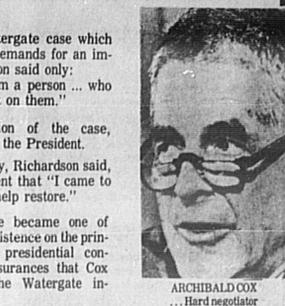 tergate case which
emands for an im-
on said only:
m a person ... who
on them."
on of the case,
the President.
y, Richardson said,
nt that "I came to
elp restore."
e became one of
istence on the prin-
presidential con-
surances that Cox
he Watergate in-
ARCHIBALD COX
...Hard negotiator